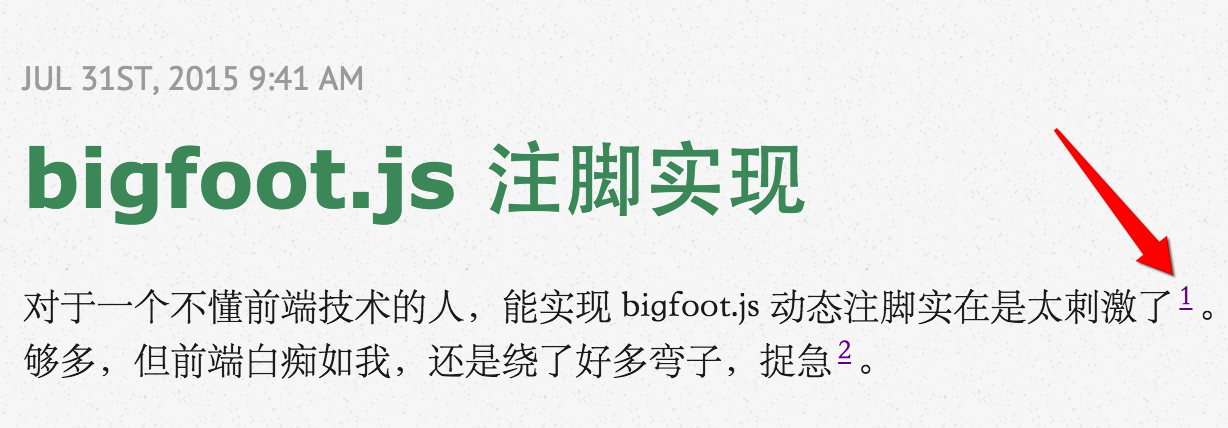 JUL 31ST, 2015 9:41 AM
bigfoot.js 注脚实现
对于一个不懂前端技术的人，能实现 bigfoot.js 动态注脚实在是太刺激了1。
够多，但前端白痴如我，还是绕了好多弯子，捉急2。